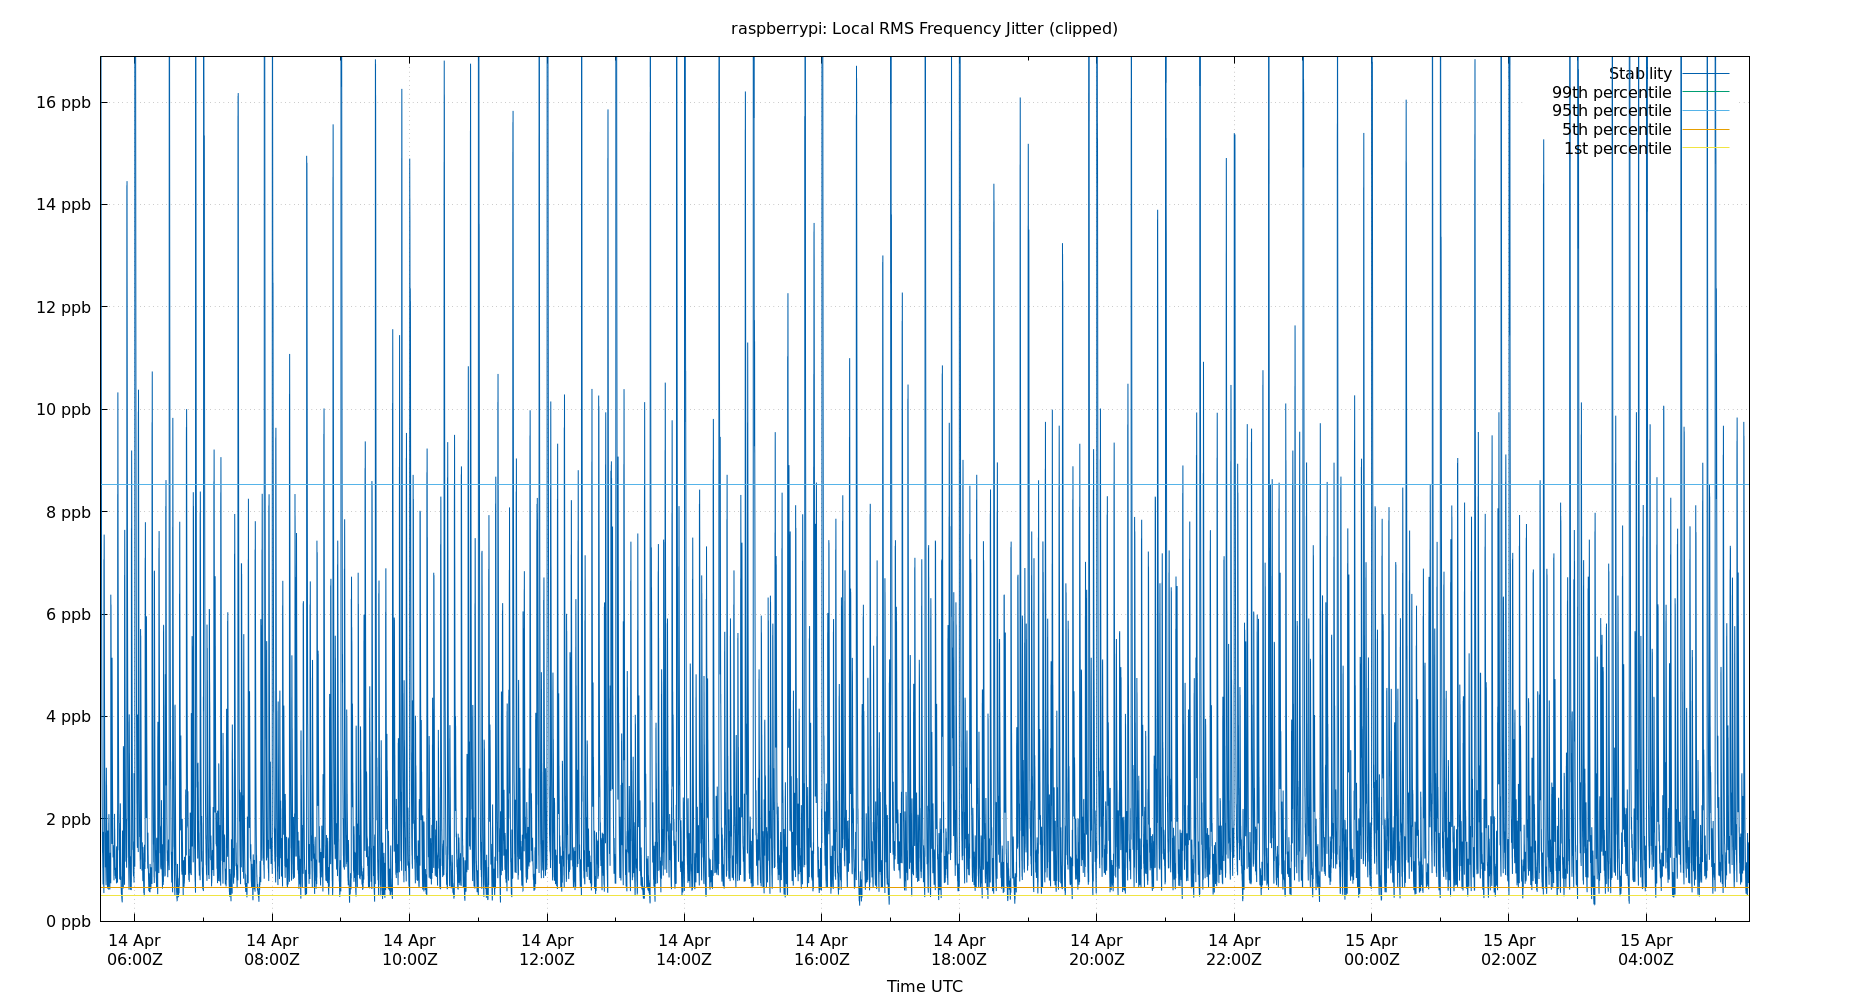 raspberrypi: Local RMS Frequency Jitter (clipped)
Stability
99th percentile
95th percentile
5th percentile
1st percentile
16 ppb
14 ppb
12 ppb
10 ppb
8 ppb
6 ppb
4 ppb
2 ppb
0 ppb
14 Apr 14 Apr 14 Apr 14 Apr 14 Apr 14 Apr 14 Apr 14 Apr 14 Apr 15 Apr 15 Apr 15 Apr
06:00Z 08:00Z 10:00Z 12:00Z 14:00Z 16:00Z 18:00Z 20:00Z 22:00Z 00:00Z 02:00Z 04:00Z
Time UTC